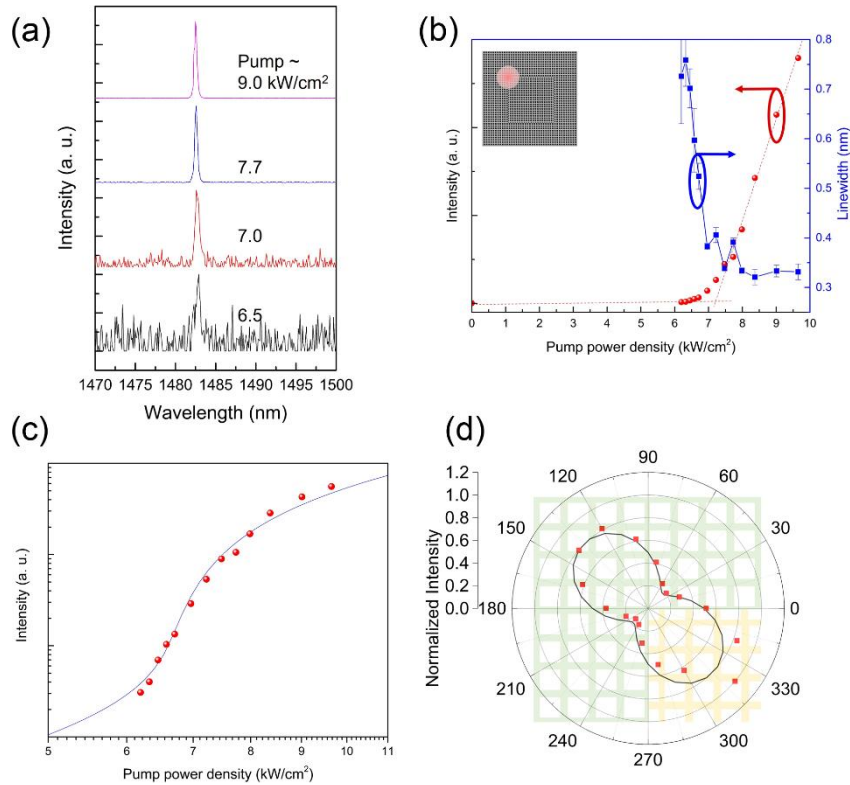 (a)
Intensity (a. u.)
Pump ~
9.0 kW/cm²
7.7
7.0
6.5
1470 1475 1480 1485 1490 1495 1500
Wavelength (nm)
(b)
Intensity (a. u.)
0.8
0.7
0.6
0.5
0.4
0.3
Linewidth (nm)
0 1 2 3 4 5 6 7 8 9 10
Pump power density (kW/cm²)
(c)
Intensity (a. u.)
5 6 7 8 9 10 11
Pump power density (kW/cm²)
(d)
Normalized Intensity
1.2
1.0
0.8
0.6
0.4
0.2
0.0
90
120 60
150 30
180 0
210 330
240 300
270